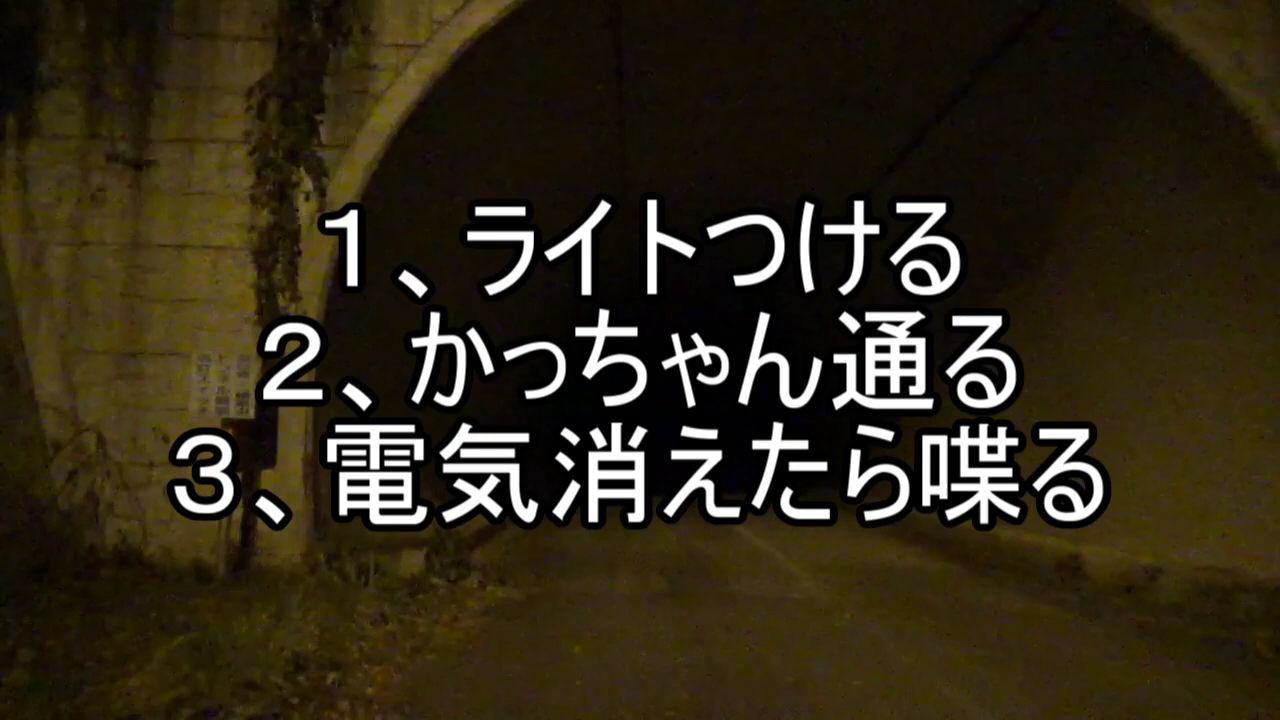 １、ライトつける
２、かっちゃん通る
３、電気消えたら喋る